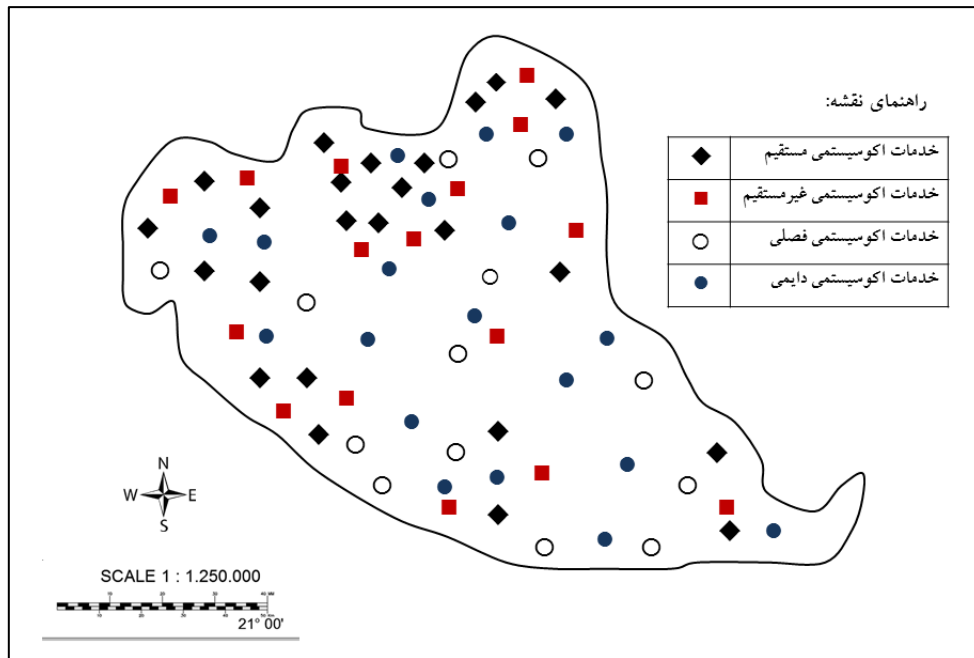 راهنمای نقشه:
خدمات اکوسیستمی مستقیم
خدمات اکوسیستمی غیرمستقیم
خدمات اکوسیستمی فصلی
خدمات اکوسیستمی دایمی
N
W E
S
SCALE 1 : 1.250.000
21° 00'